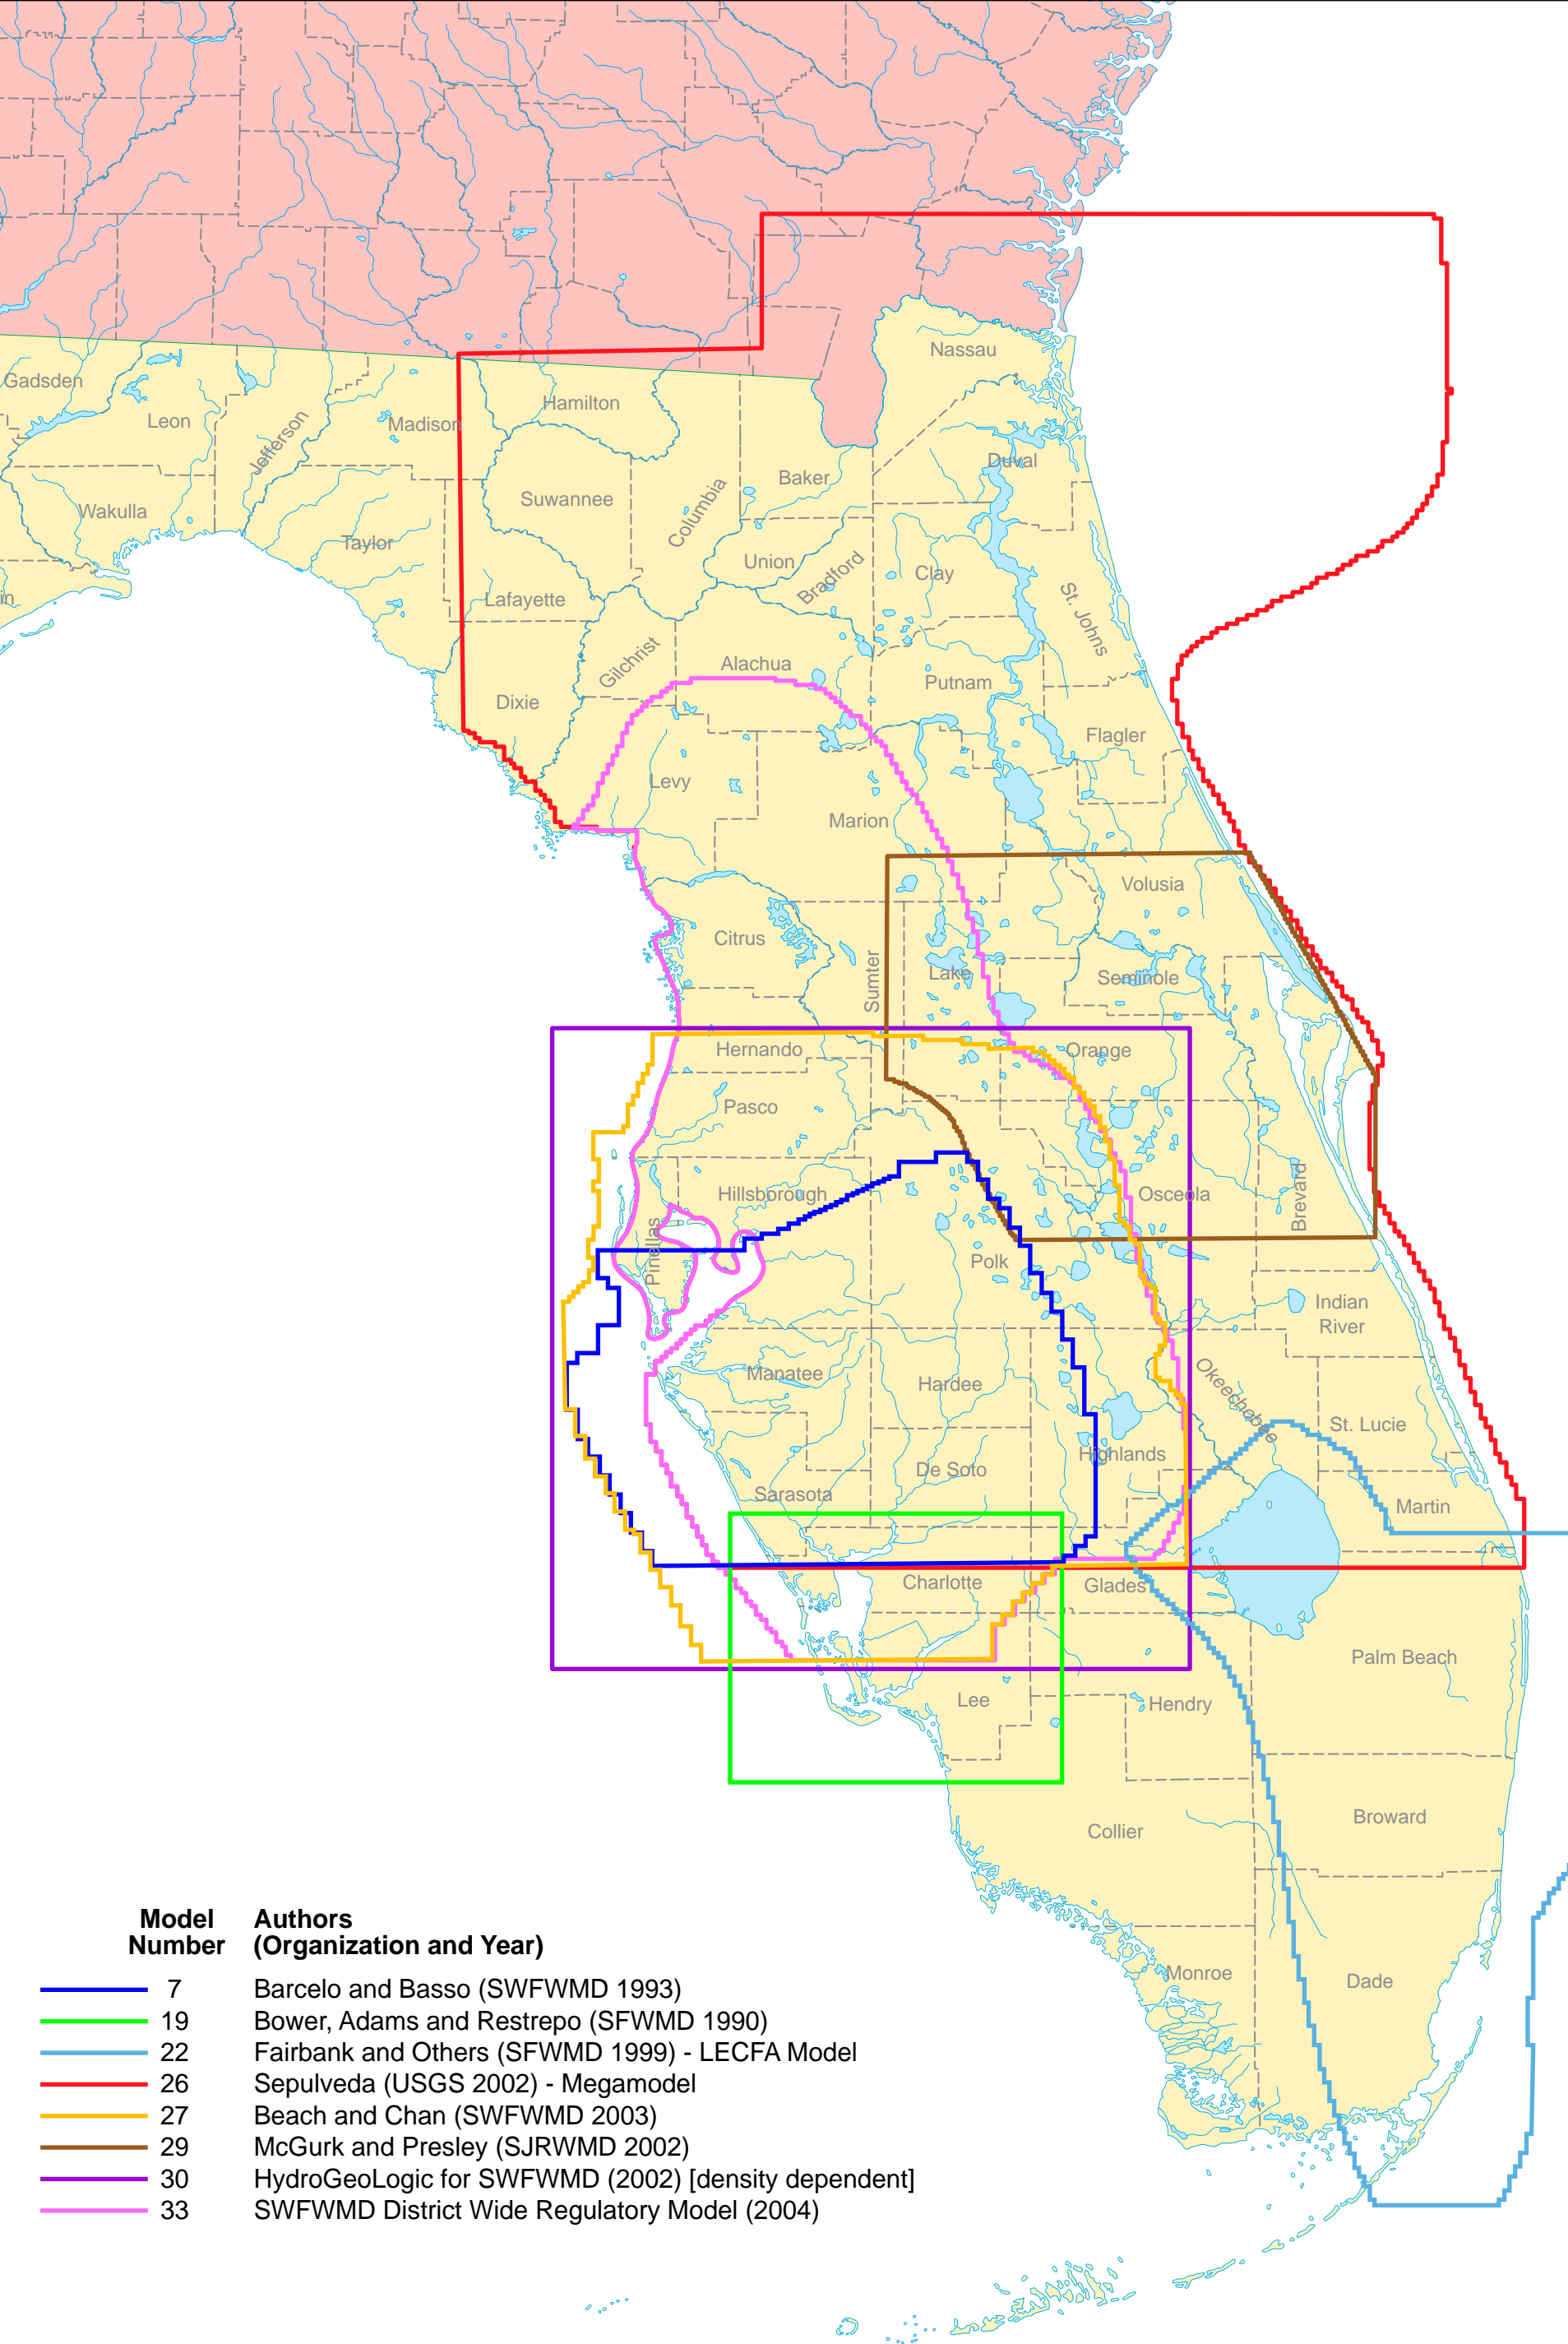 Nassau
Gadsden
Hamilton
Leon
Madison
Jefferson
Duval
Baker
Suwannee
Columbia
Wakulla
Taylor
Union
Bradford
Clay
in
Lafayette
St. Johns
Gilchrist
Alachua
Putnam
Dixie
Flagler
Levy
Marion
Volusia
Citrus
Sumter
Lake
Seminole
Hernando
Orange
Pasco
Hillsborough
Osceola
Brevard
Pinellas
Polk
Indian
River
Manatee
Hardee
Okeechobee
St. Lucie
Highlands
De Soto
Sarasota
Martin
Charlotte
Glades
Palm Beach
Lee
Hendry
Broward
Collier
Monroe
Dade
Model Authors
Number (Organization and Year)
7 Barcelo and Basso (SWFWMD 1993)
19 Bower, Adams and Restrepo (SFWMD 1990)
22 Fairbank and Others (SFWMD 1999) - LECFA Model
26 Sepulveda (USGS 2002) - Megamodel
27 Beach and Chan (SWFWMD 2003)
29 McGurk and Presley (SJRWMD 2002)
30 HydroGeoLogic for SWFWMD (2002) [density dependent]
33 SWFWMD District Wide Regulatory Model (2004)